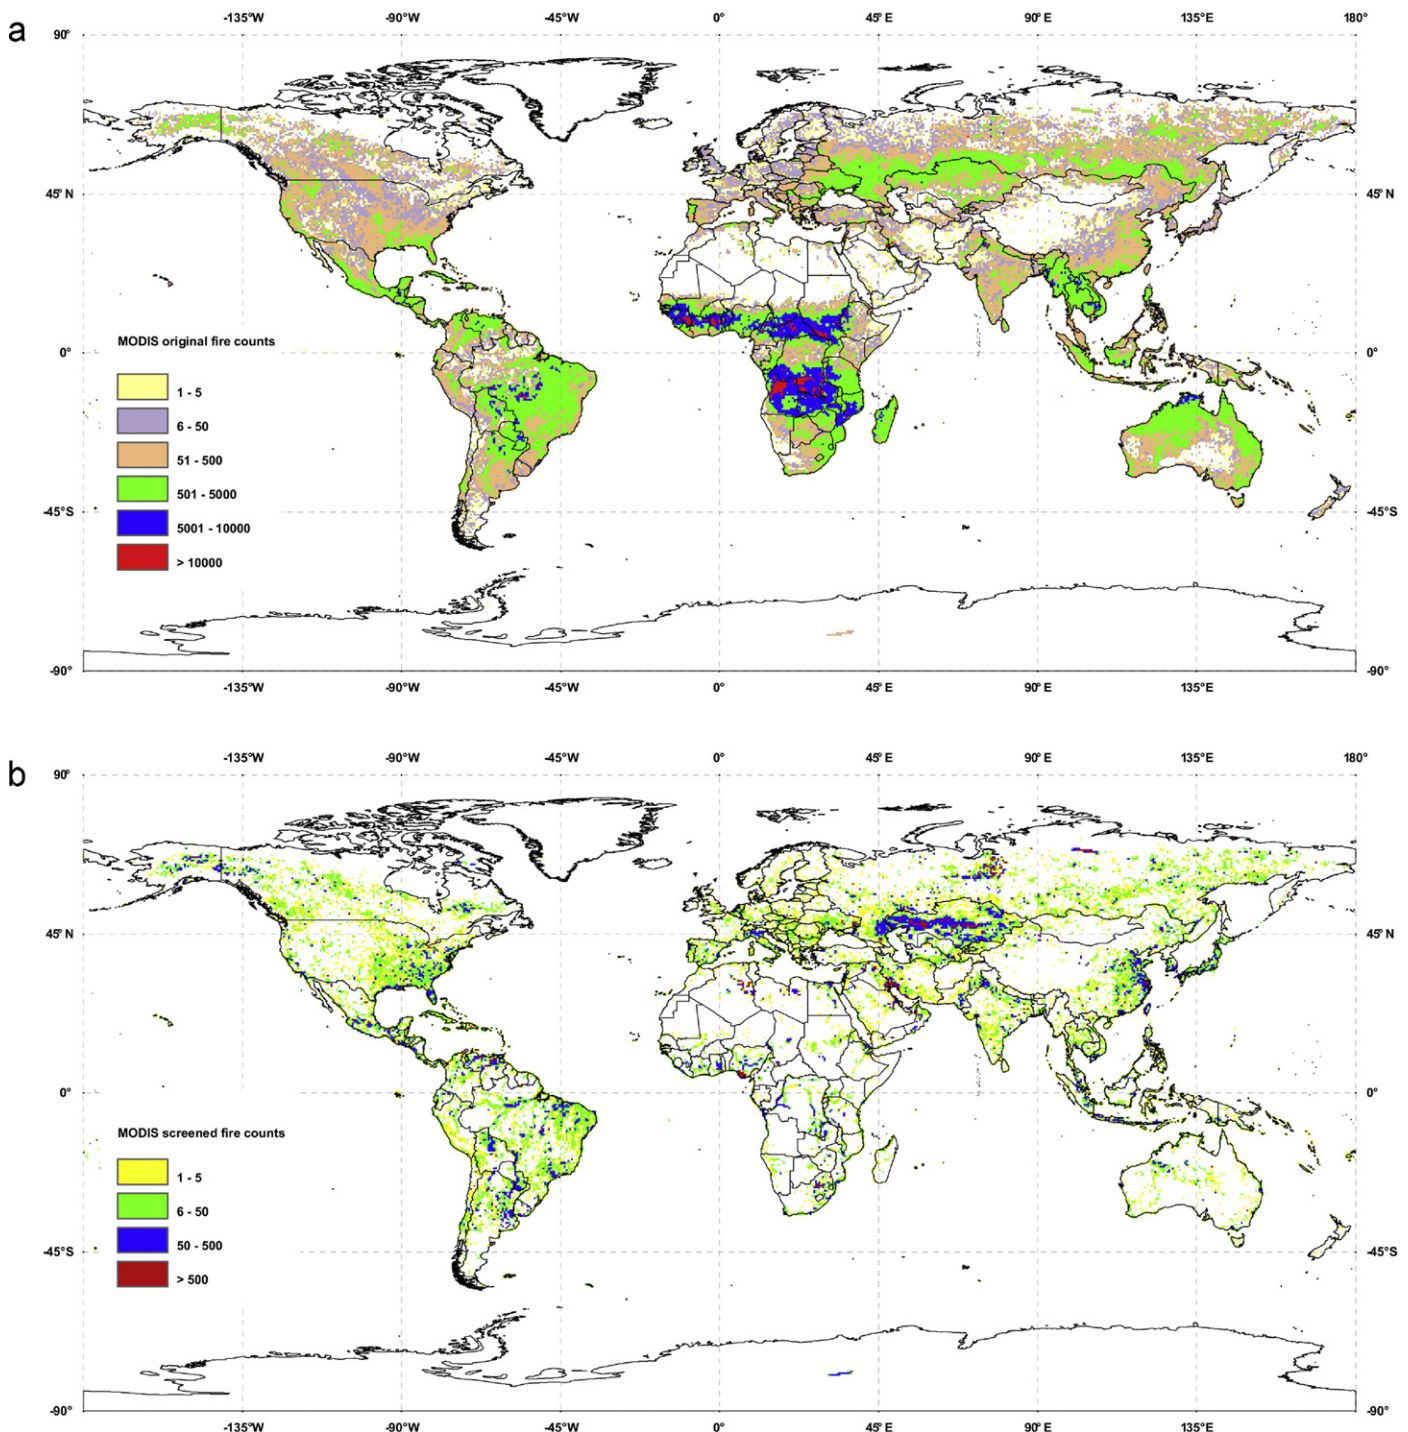 a
-135°W -90°W -45°W 0° 45°E 90°E 135°E 180°
90° 90°
45°N 45°N
MODIS original fire counts
0° 0°
1 - 5
6 - 50
51 - 500
501 - 5000
-45°S -45°S
5001 - 10000
> 10000
-90° -90°
-135°W -90°W -45°W 0° 45°E 90°E 135°E
b
-135°W -90°W -45°W 0° 45°E 90°E 135°E 180°
90° 90°
45°N 45°N
0° 0°
MODIS screened fire counts
1 - 5
6 - 50
50 - 500
-45°S -45°S
> 500
-90° -90°
-135°W -90°W -45°W 0° 45°E 90°E 135°E